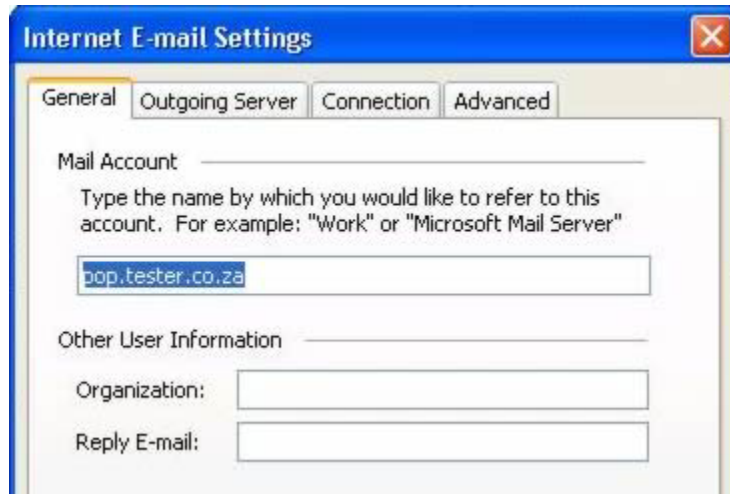 Internet E-mail Settings
General Outgoing Server Connection Advanced
Mail Account
Type the name by which you would like to refer to this
account. For example: "Work" or "Microsoft Mail Server"
pop.tester.co.za
Other User Information
Organization:
Reply E-mail: